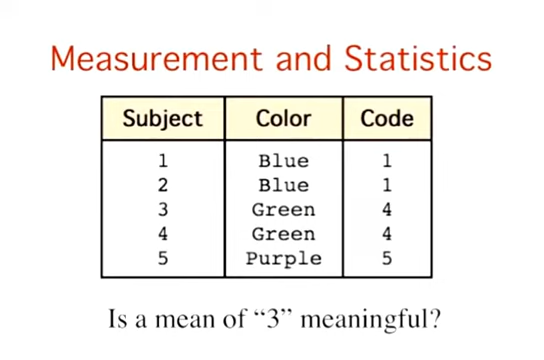 Measurement and Statistics
Subject Color Code
1 Blue 1
2 Blue 1
3 Green 4
4 Green 4
5 Purple 5
Is a mean of “3” meaningful?